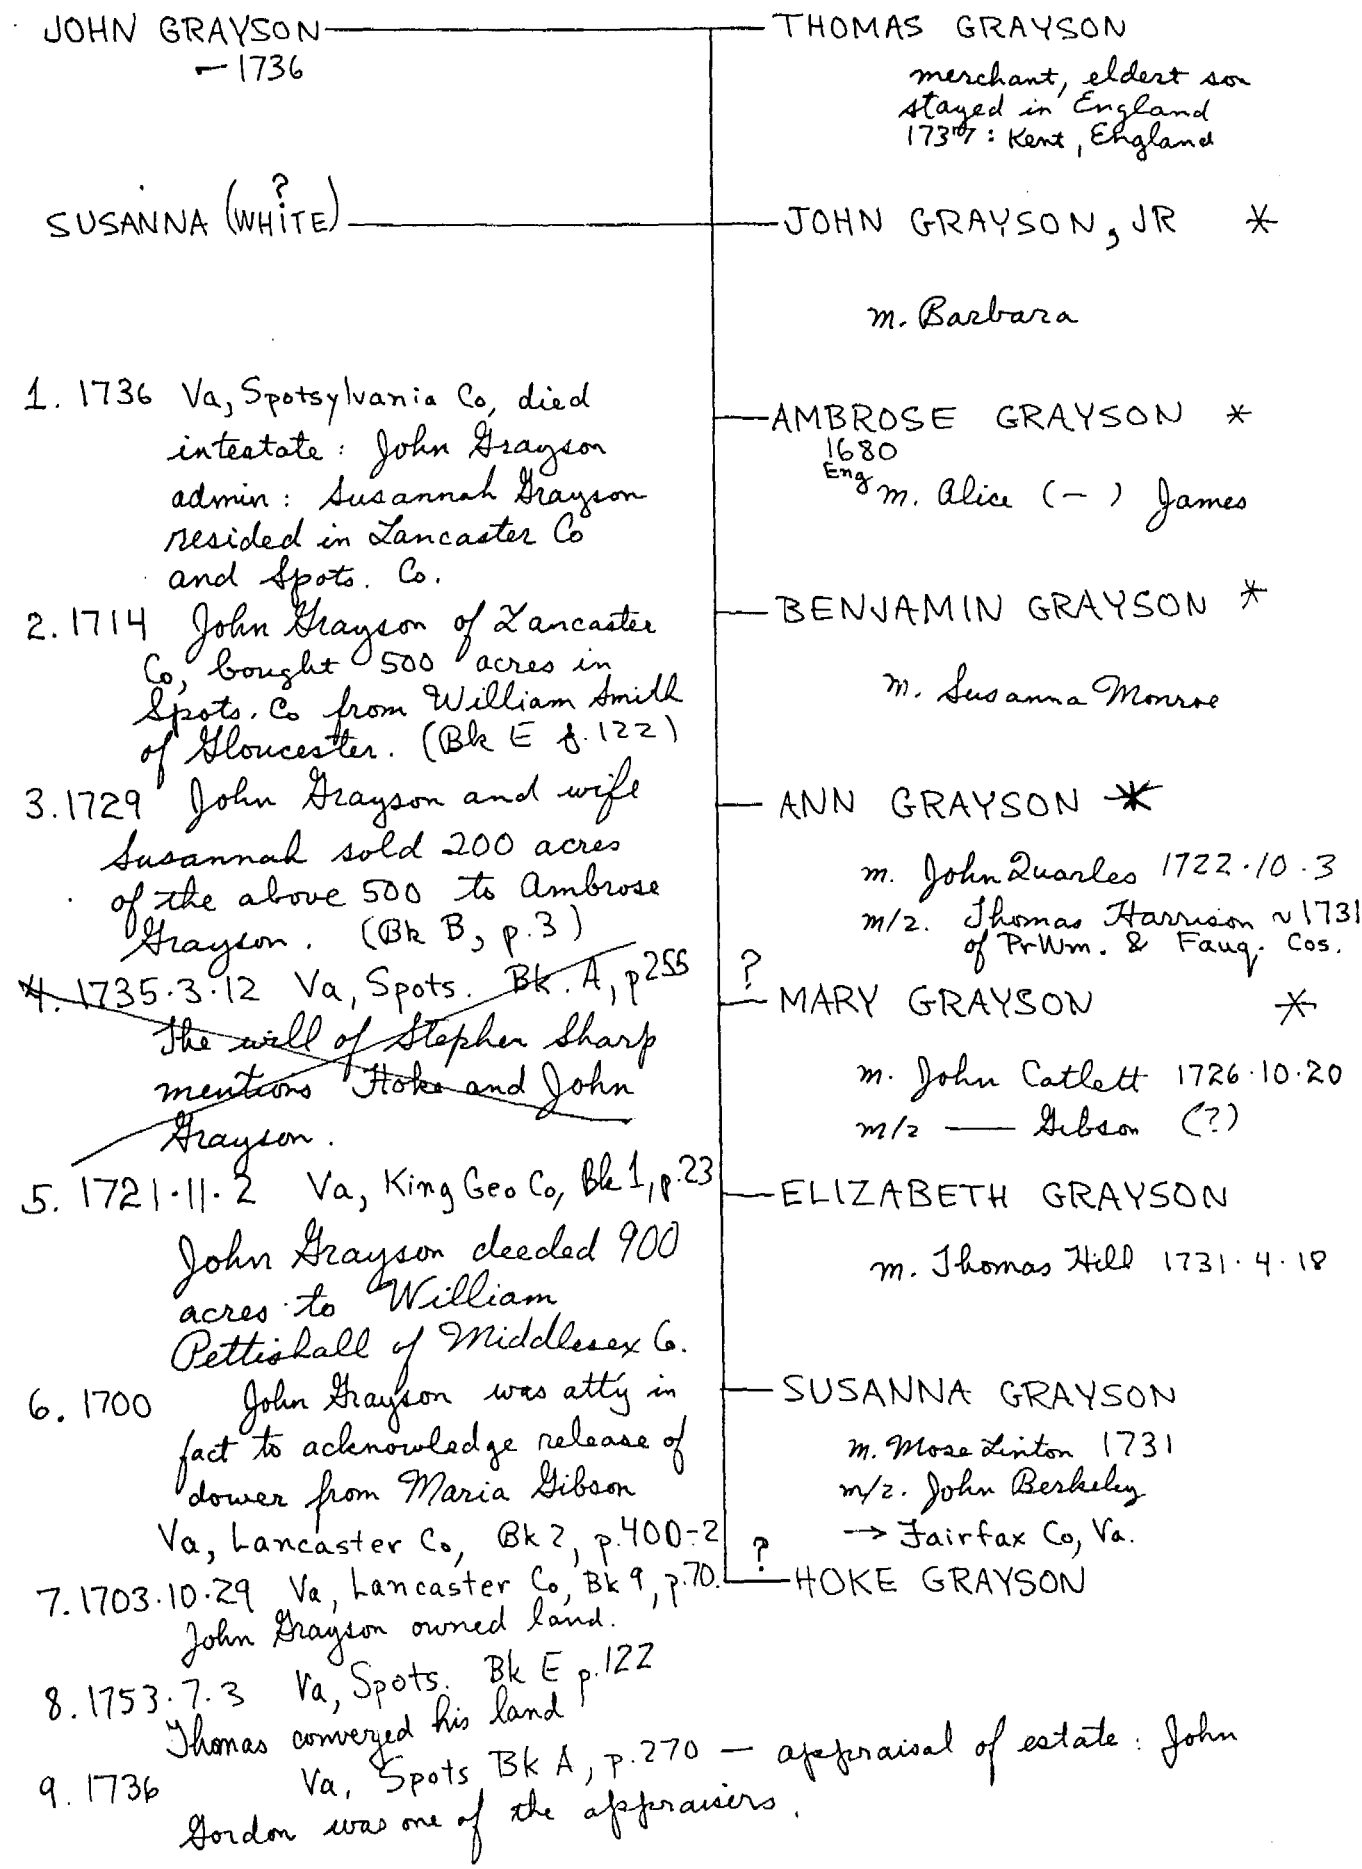 JOHN GRAYSON
– 1736
SUSANNA (WHITE)
?
1. 1736 Va, Spotsylvania Co, died
intestate: John Grayson
admin: Susannah Grayson
resided in Lancaster Co
and Spots. Co.
2. 1714 John Grayson of Lancaster
Co, bought 500 acres in
Spots. Co from William Smith
of Gloucester. (Bk E f. 122)
3. 1729 John Grayson and wife
Susannah sold 200 acres
of the above 500 to Ambrose
Grayson. (Bk B, p. 3)
4. 1735·3·12 Va, Spots. Bk. A, p255
The will of Stephen Sharp
mentions Hoke and John
Grayson.
5. 1721·11·2 Va, King Geo Co, Bk 1, p.23
John Grayson deeded 900
acres to William
Pettishall of Middlesex Co.
6. 1700 John Grayson was atty in
fact to acknowledge release of
dower from Maria Gibson
Va, Lancaster Co, Bk 2, p.400-2
7. 1703·10·29 Va, Lancaster Co, Bk 9, p.70.
John Grayson owned land.
8. 1753·7·3 Va, Spots. Bk E p.122
Thomas conveyed his land
9. 1736 Va, Spots Bk A, p.270 — appraisal of estate: John
Gordon was one of the appraisers.
THOMAS GRAYSON
merchant, eldest son
stayed in England
1737: Kent, England
JOHN GRAYSON, JR *
m. Barbara
AMBROSE GRAYSON *
1680
Eng
m. Alice (–) James
BENJAMIN GRAYSON *
m. Susanna Monroe
ANN GRAYSON *
m. John Quarles 1722·10·3
m/2. Thomas Harrison ~1731
of PrWm. & Fauq. Cos.
?
MARY GRAYSON *
m. John Catlett 1726·10·20
m/2 — Gibson (?)
ELIZABETH GRAYSON
m. Thomas Hill 1731·4·18
SUSANNA GRAYSON
m. Mose Linton 1731
m/2. John Berkeley
→ Fairfax Co, Va.
?
HOKE GRAYSON